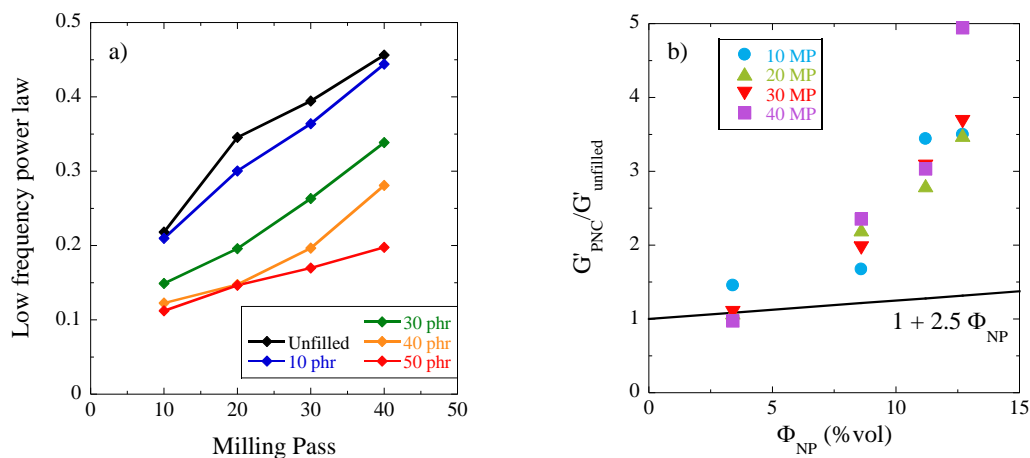 a)
Low frequency power law
0.5
0.4
0.3
0.2
0.1
0
0 10 20 30 40 50
Milling Pass
Unfilled
10 phr
30 phr
40 phr
50 phr
b)
G'PNC/G'unfilled
5
4
3
2
1
0
0 5 10 15
ΦNP (%vol)
10 MP
20 MP
30 MP
40 MP
1 + 2.5 ΦNP